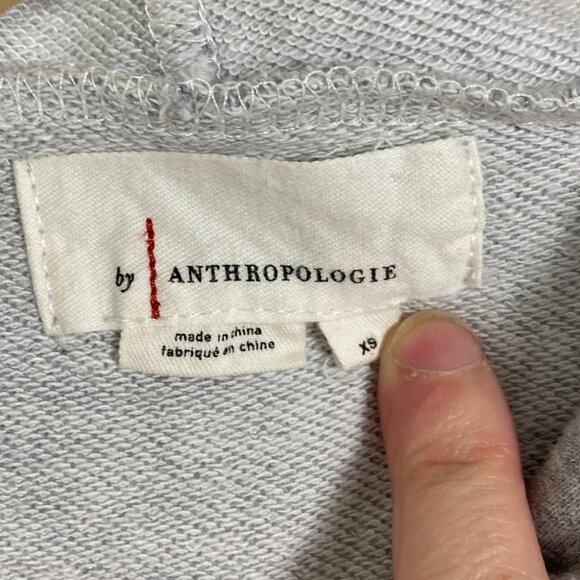 by ANTHROPOLOGIE
made in china
fabriqué en chine
XS